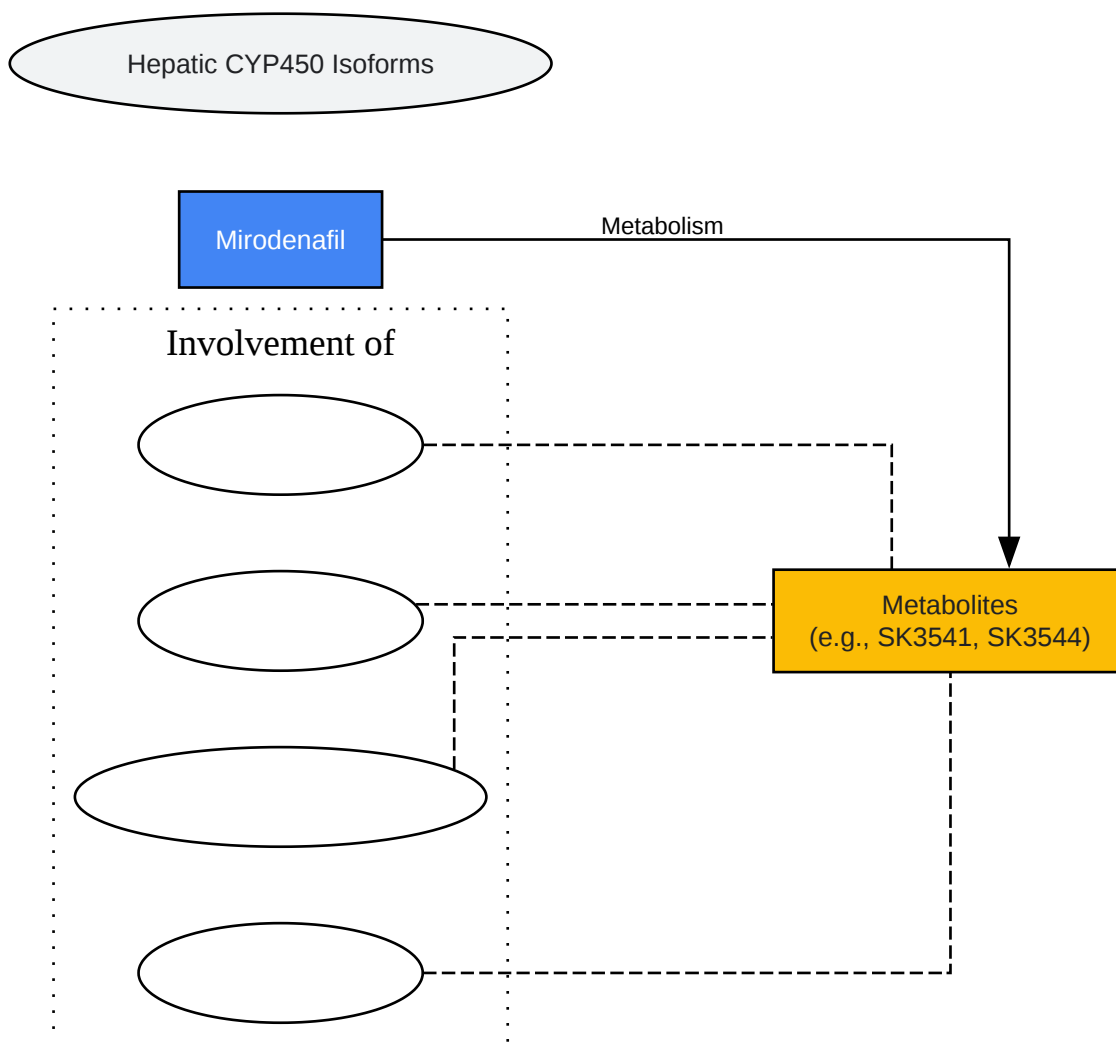 Hepatic CYP450 Isoforms
Mirodenafil
Metabolism
Involvement of
Metabolites
(e.g., SK3541, SK3544)